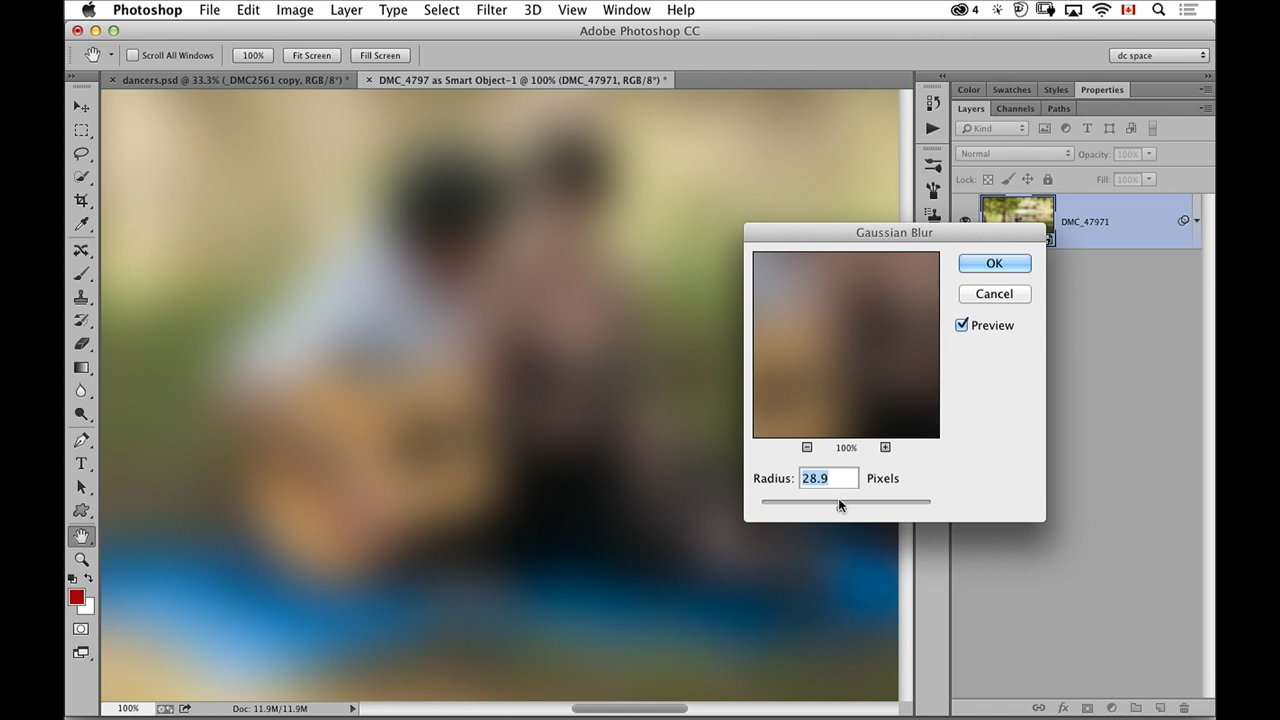 Photoshop File Edit Image Layer Type Select Filter 3D View Window Help 4
Adobe Photoshop CC
Scroll All Windows 100% Fit Screen Fill Screen dc space
× dancers.psd @ 33.3% (_DMC2561 copy, RGB/8*) * × DMC_4797 as Smart Object-1 @ 100% (DMC_47971, RGB/8*) *
Color Swatches Styles Properties
Layers Channels Paths
Kind
Normal Opacity: 100%
Lock: Fill: 100%
DMC_47971
Gaussian Blur
OK
Cancel
Preview
100%
Radius: 28.9 Pixels
100% Doc: 11.9M/11.9M